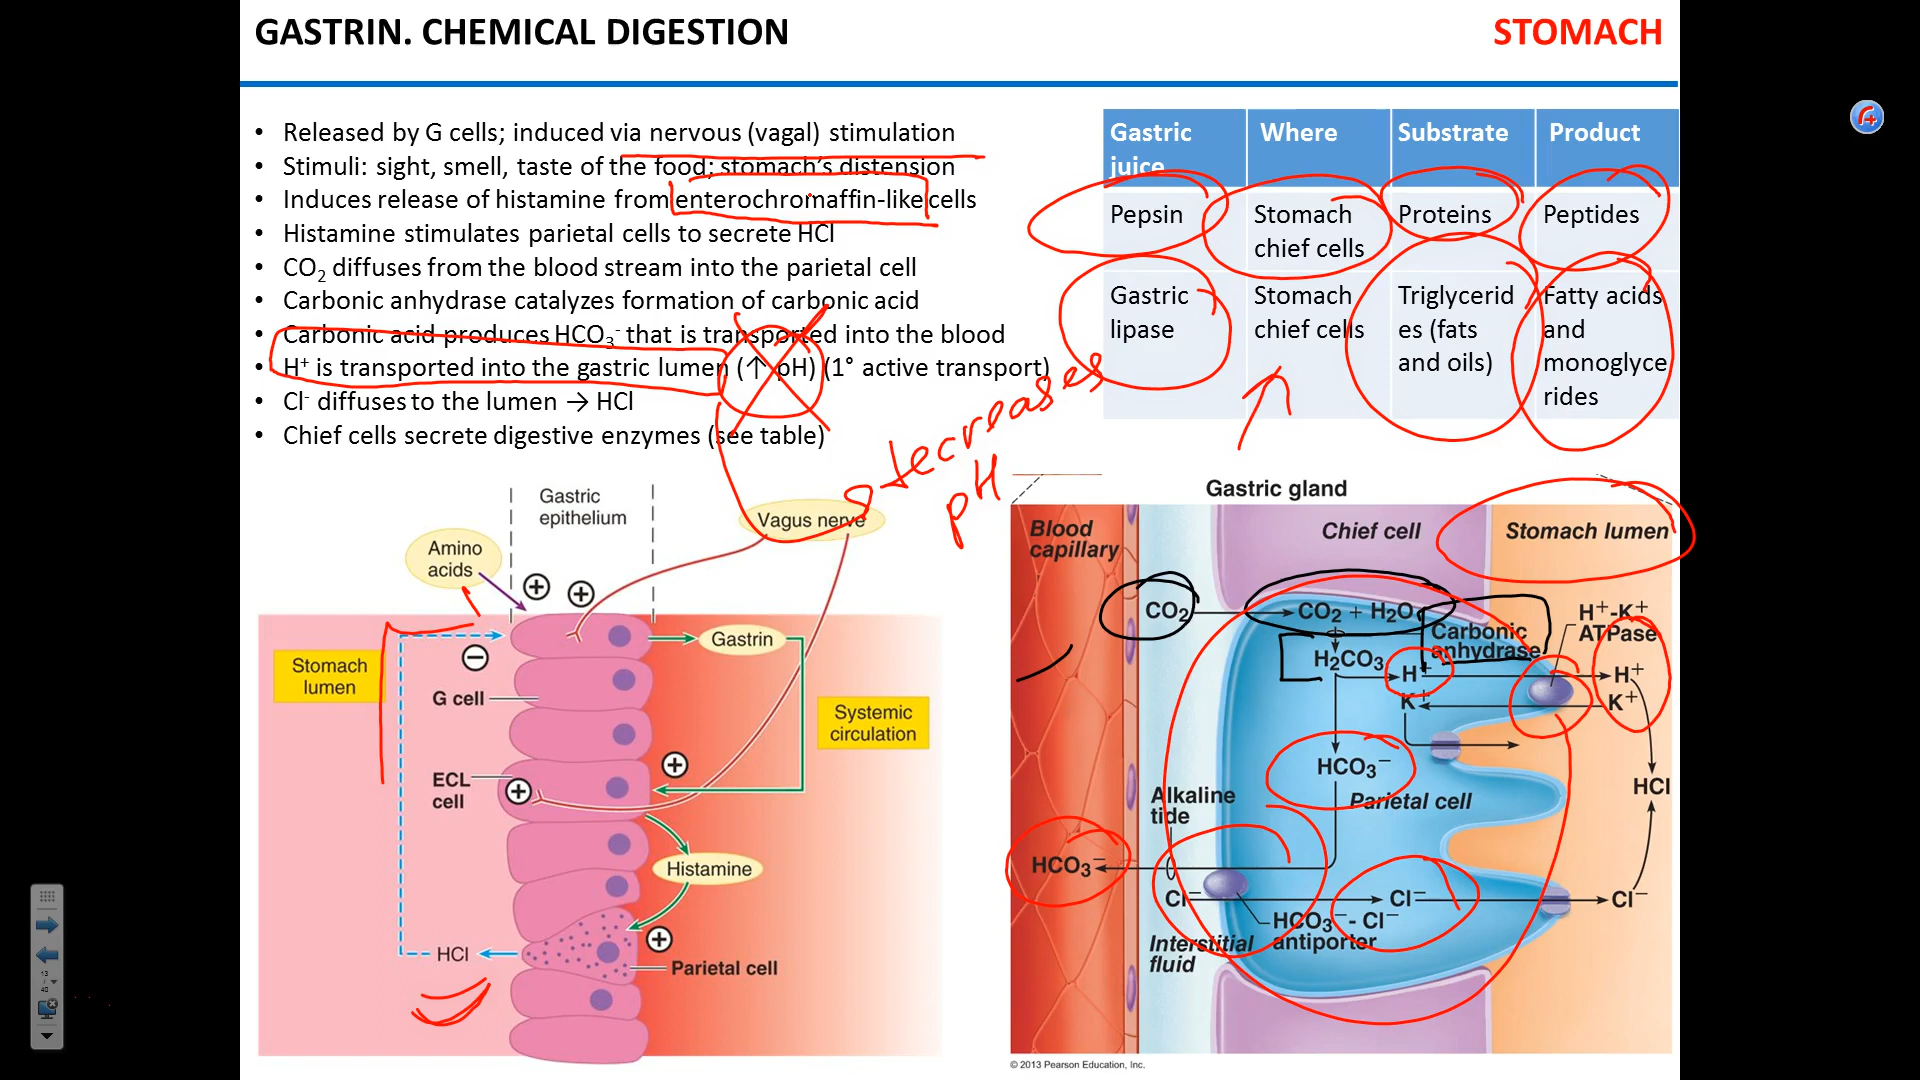 GASTRIN. CHEMICAL DIGESTION
STOMACH
• Released by G cells; induced via nervous (vagal) stimulation
• Stimuli: sight, smell, taste of the food; stomach's distension
• Induces release of histamine from enterochromaffin-like cells
• Histamine stimulates parietal cells to secrete HCl
• CO2 diffuses from the blood stream into the parietal cell
• Carbonic anhydrase catalyzes formation of carbonic acid
• Carbonic acid produces HCO3- that is transported into the blood
• H+ is transported into the gastric lumen (↑ pH) (1° active transport)
• Cl- diffuses to the lumen → HCl
• Chief cells secrete digestive enzymes (see table)
decreases
pH
Gastric juice
Where
Substrate
Product
Pepsin
Stomach
chief cells
Proteins
Peptides
Gastric
lipase
Stomach
chief cells
Triglycerid
es (fats
and oils)
Fatty acids
and
monoglyce
rides
Gastric
epithelium
Vagus nerve
Amino
acids
+
+
Gastrin
Stomach
lumen
−
G cell
Systemic
circulation
+
ECL
cell
+
Histamine
+
HCl
Parietal cell
Gastric gland
Blood
capillary
Chief cell
Stomach lumen
CO2
CO2 + H2O
H+-K+
ATPase
Carbonic
anhydrase
H2CO3
H+
H+
K+
K+
HCO3−
HCl
Alkaline
tide
Parietal cell
HCO3−
Cl−
Cl−
Cl−
HCO3−- Cl−
antiporter
Interstitial
fluid
© 2013 Pearson Education, Inc.
13
/
40